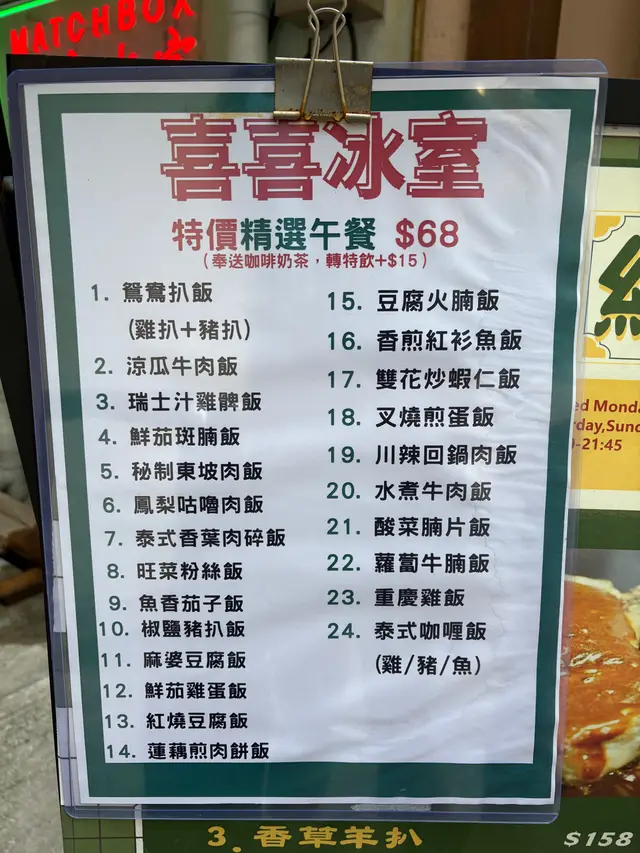 MATCHBOX
喜喜冰室
特價精選午餐 $68
(奉送咖啡奶茶，轉特飲+$15)
1. 鴛鴦扒飯
(雞扒+豬扒)
2. 涼瓜牛肉飯
3. 瑞士汁雞髀飯
4. 鮮茄斑腩飯
5. 秘制東坡肉飯
6. 鳳梨咕嚕肉飯
7. 泰式香葉肉碎飯
8. 旺菜粉絲飯
9. 魚香茄子飯
10. 椒鹽豬扒飯
11. 麻婆豆腐飯
12. 鮮茄雞蛋飯
13. 紅燒豆腐飯
14. 蓮藕煎肉餅飯
15. 豆腐火腩飯
16. 香煎紅衫魚飯
17. 雙花炒蝦仁飯
18. 叉燒煎蛋飯
19. 川辣回鍋肉飯
20. 水煮牛肉飯
21. 酸菜腩片飯
22. 蘿蔔牛腩飯
23. 重慶雞飯
24. 泰式咖喱飯
(雞/豬/魚)
ed Monda
rday,Sund
-21:45
3. 香草羊扒 $158